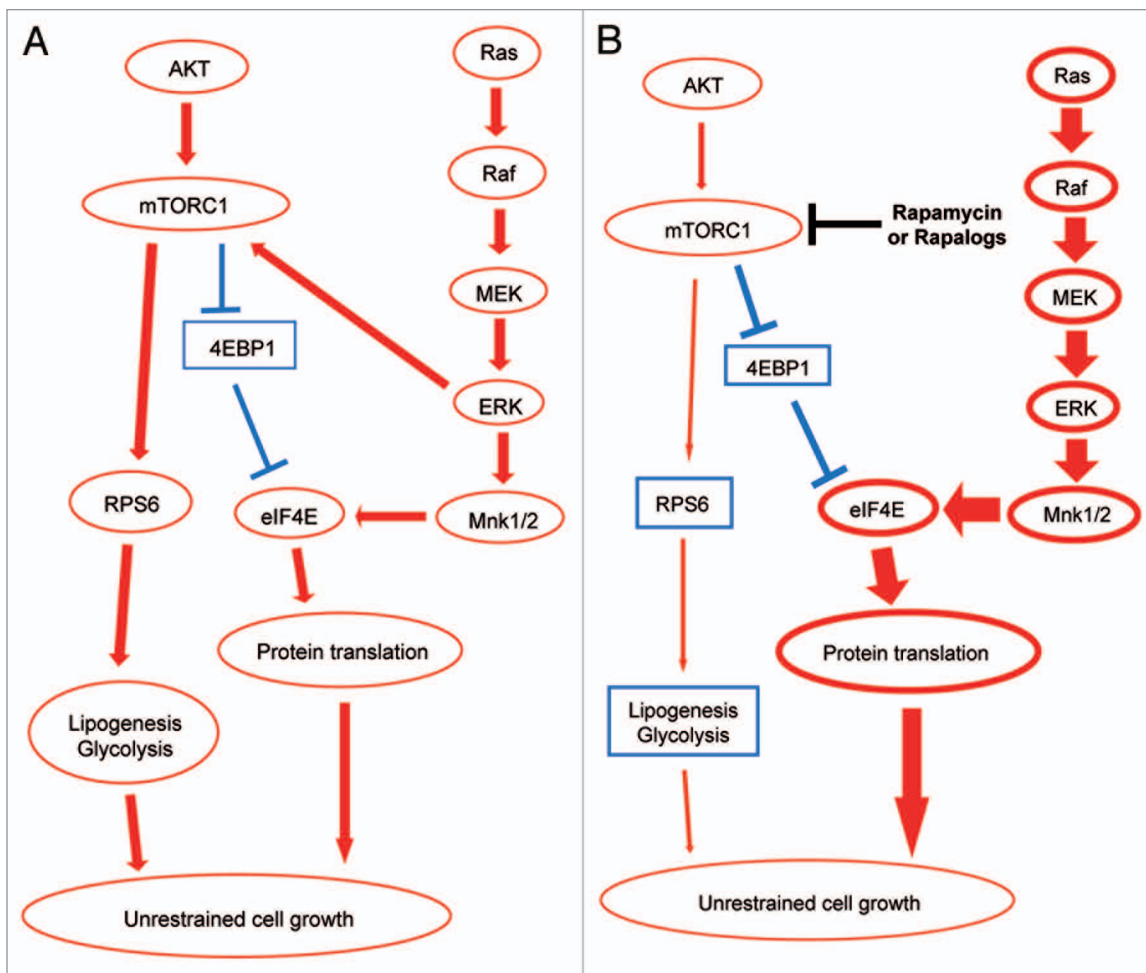 A
AKT
Ras
Raf
mTORC1
MEK
4EBP1
ERK
RPS6
eIF4E
Mnk1/2
Protein translation
Lipogenesis
Glycolysis
Unrestrained cell growth
B
AKT
Ras
Raf
mTORC1
Rapamycin
or Rapalogs
MEK
4EBP1
ERK
RPS6
eIF4E
Mnk1/2
Protein translation
Lipogenesis
Glycolysis
Unrestrained cell growth